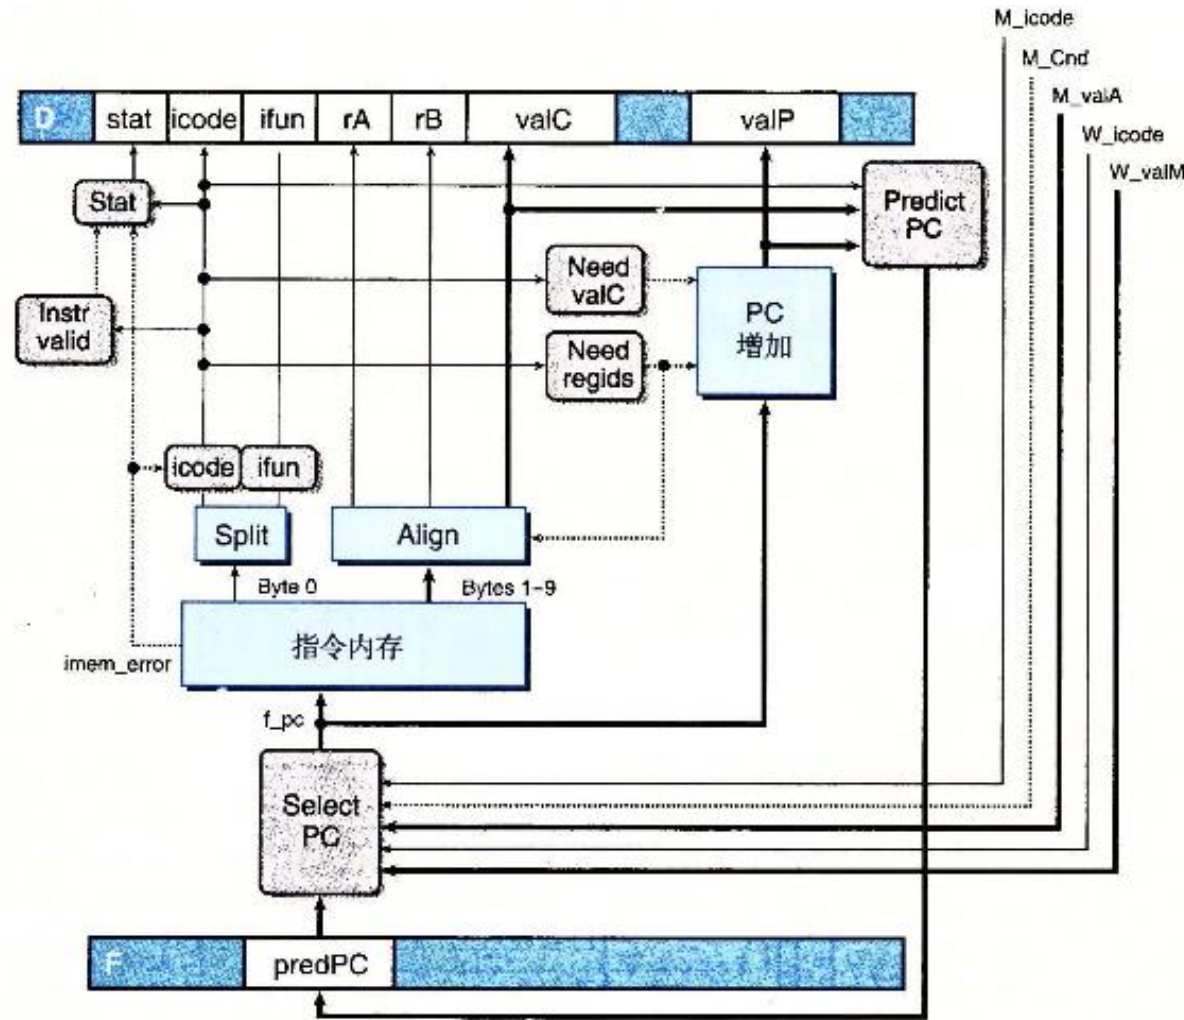 M_icode
M_Cnd
M_valA
W_icode
W_valM
D stat icode ifun rA rB valC valP
Stat
Predict
PC
Need
valC
Instr
valid
PC
增加
Need
regids
icode ifun
Split
Align
Byte 0
Bytes 1-9
指令内存
imem_error
f_pc
Select
PC
F predPC